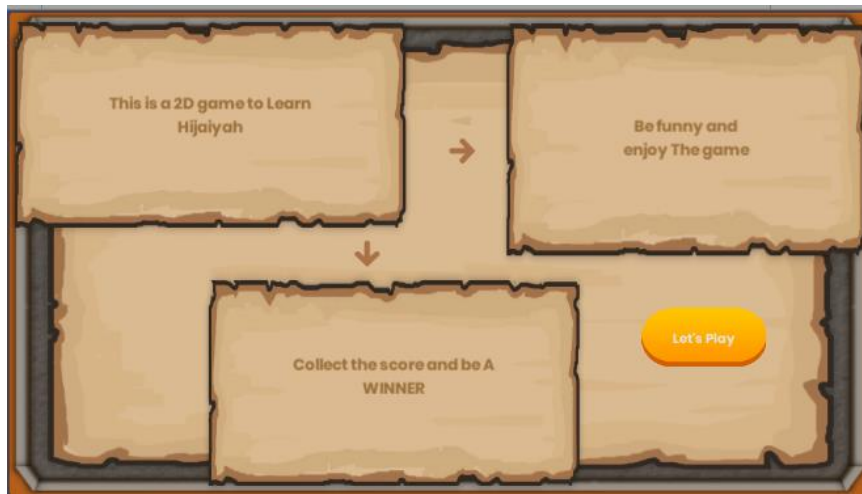 This is a 2D game to Learn
Hijaiyah
Be funny and
enjoy The game
Collect the score and be A
WINNER
Let's Play